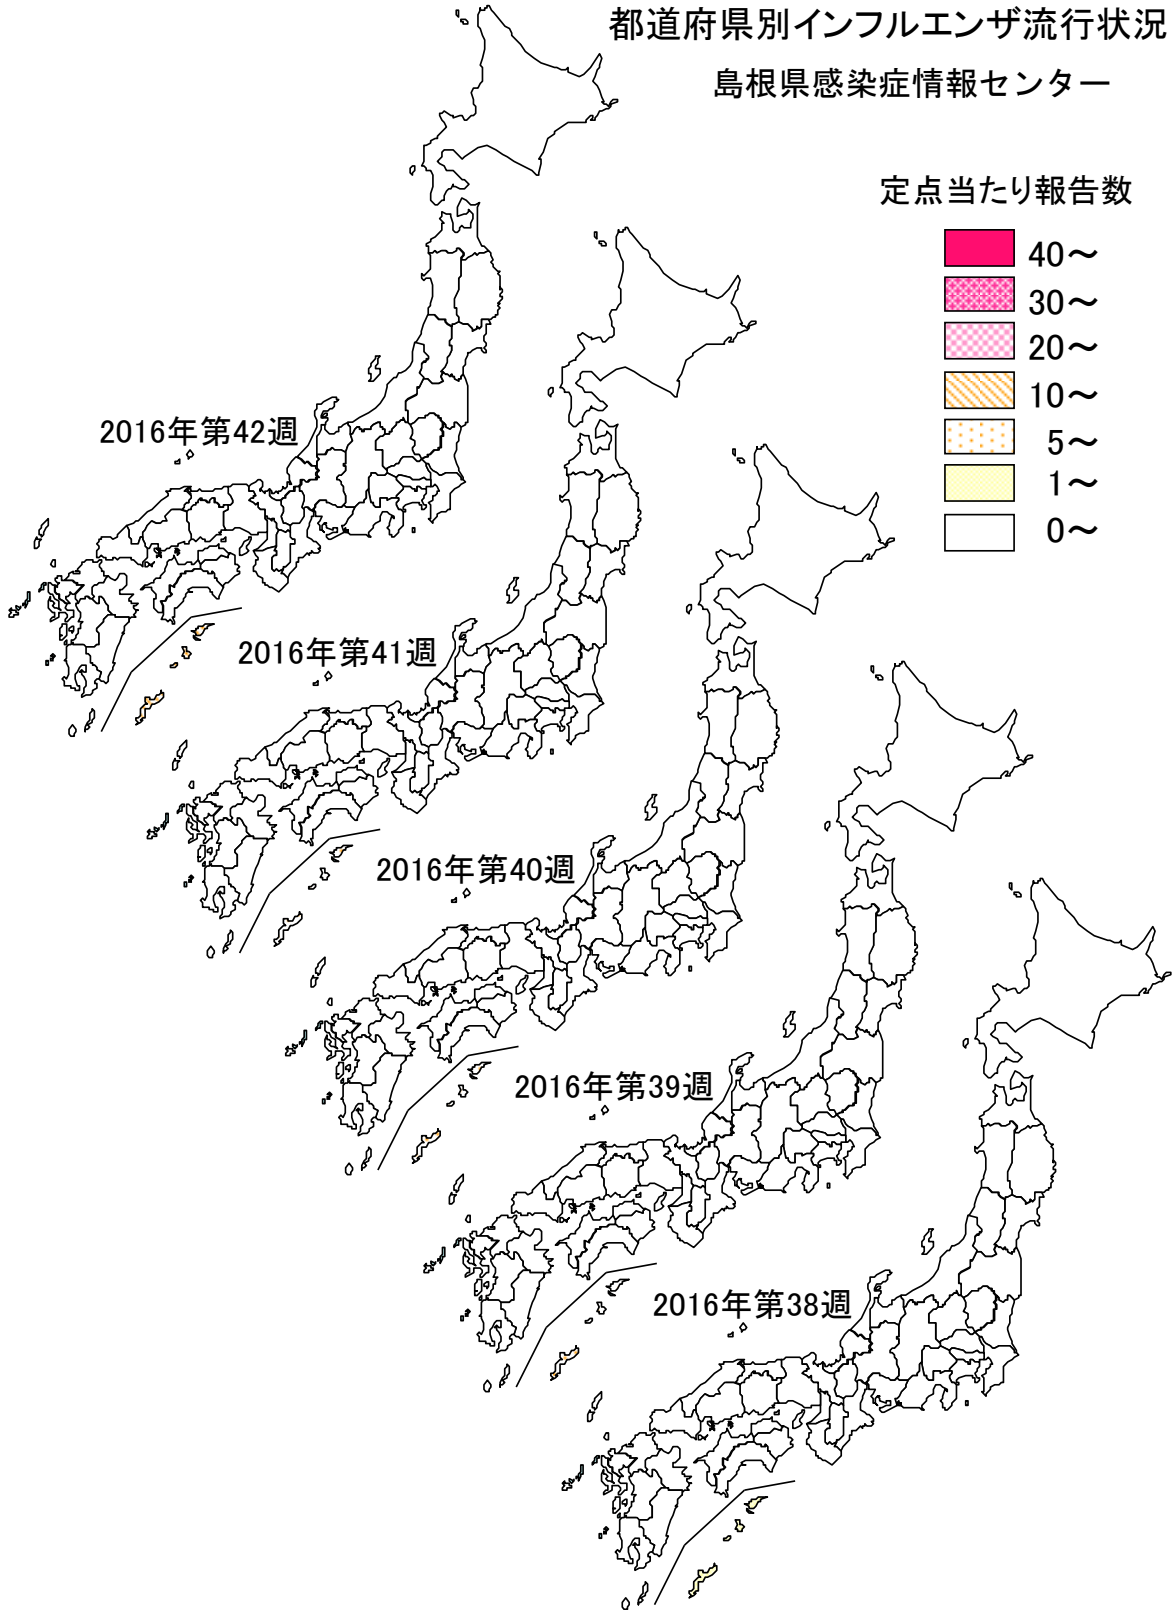 都道府県別インフルエンザ流行状況
島根県感染症情報センター
定点当たり報告数
40～
30～
20～
10～
5～
1～
0～
2016年第42週
2016年第41週
2016年第40週
2016年第39週
2016年第38週